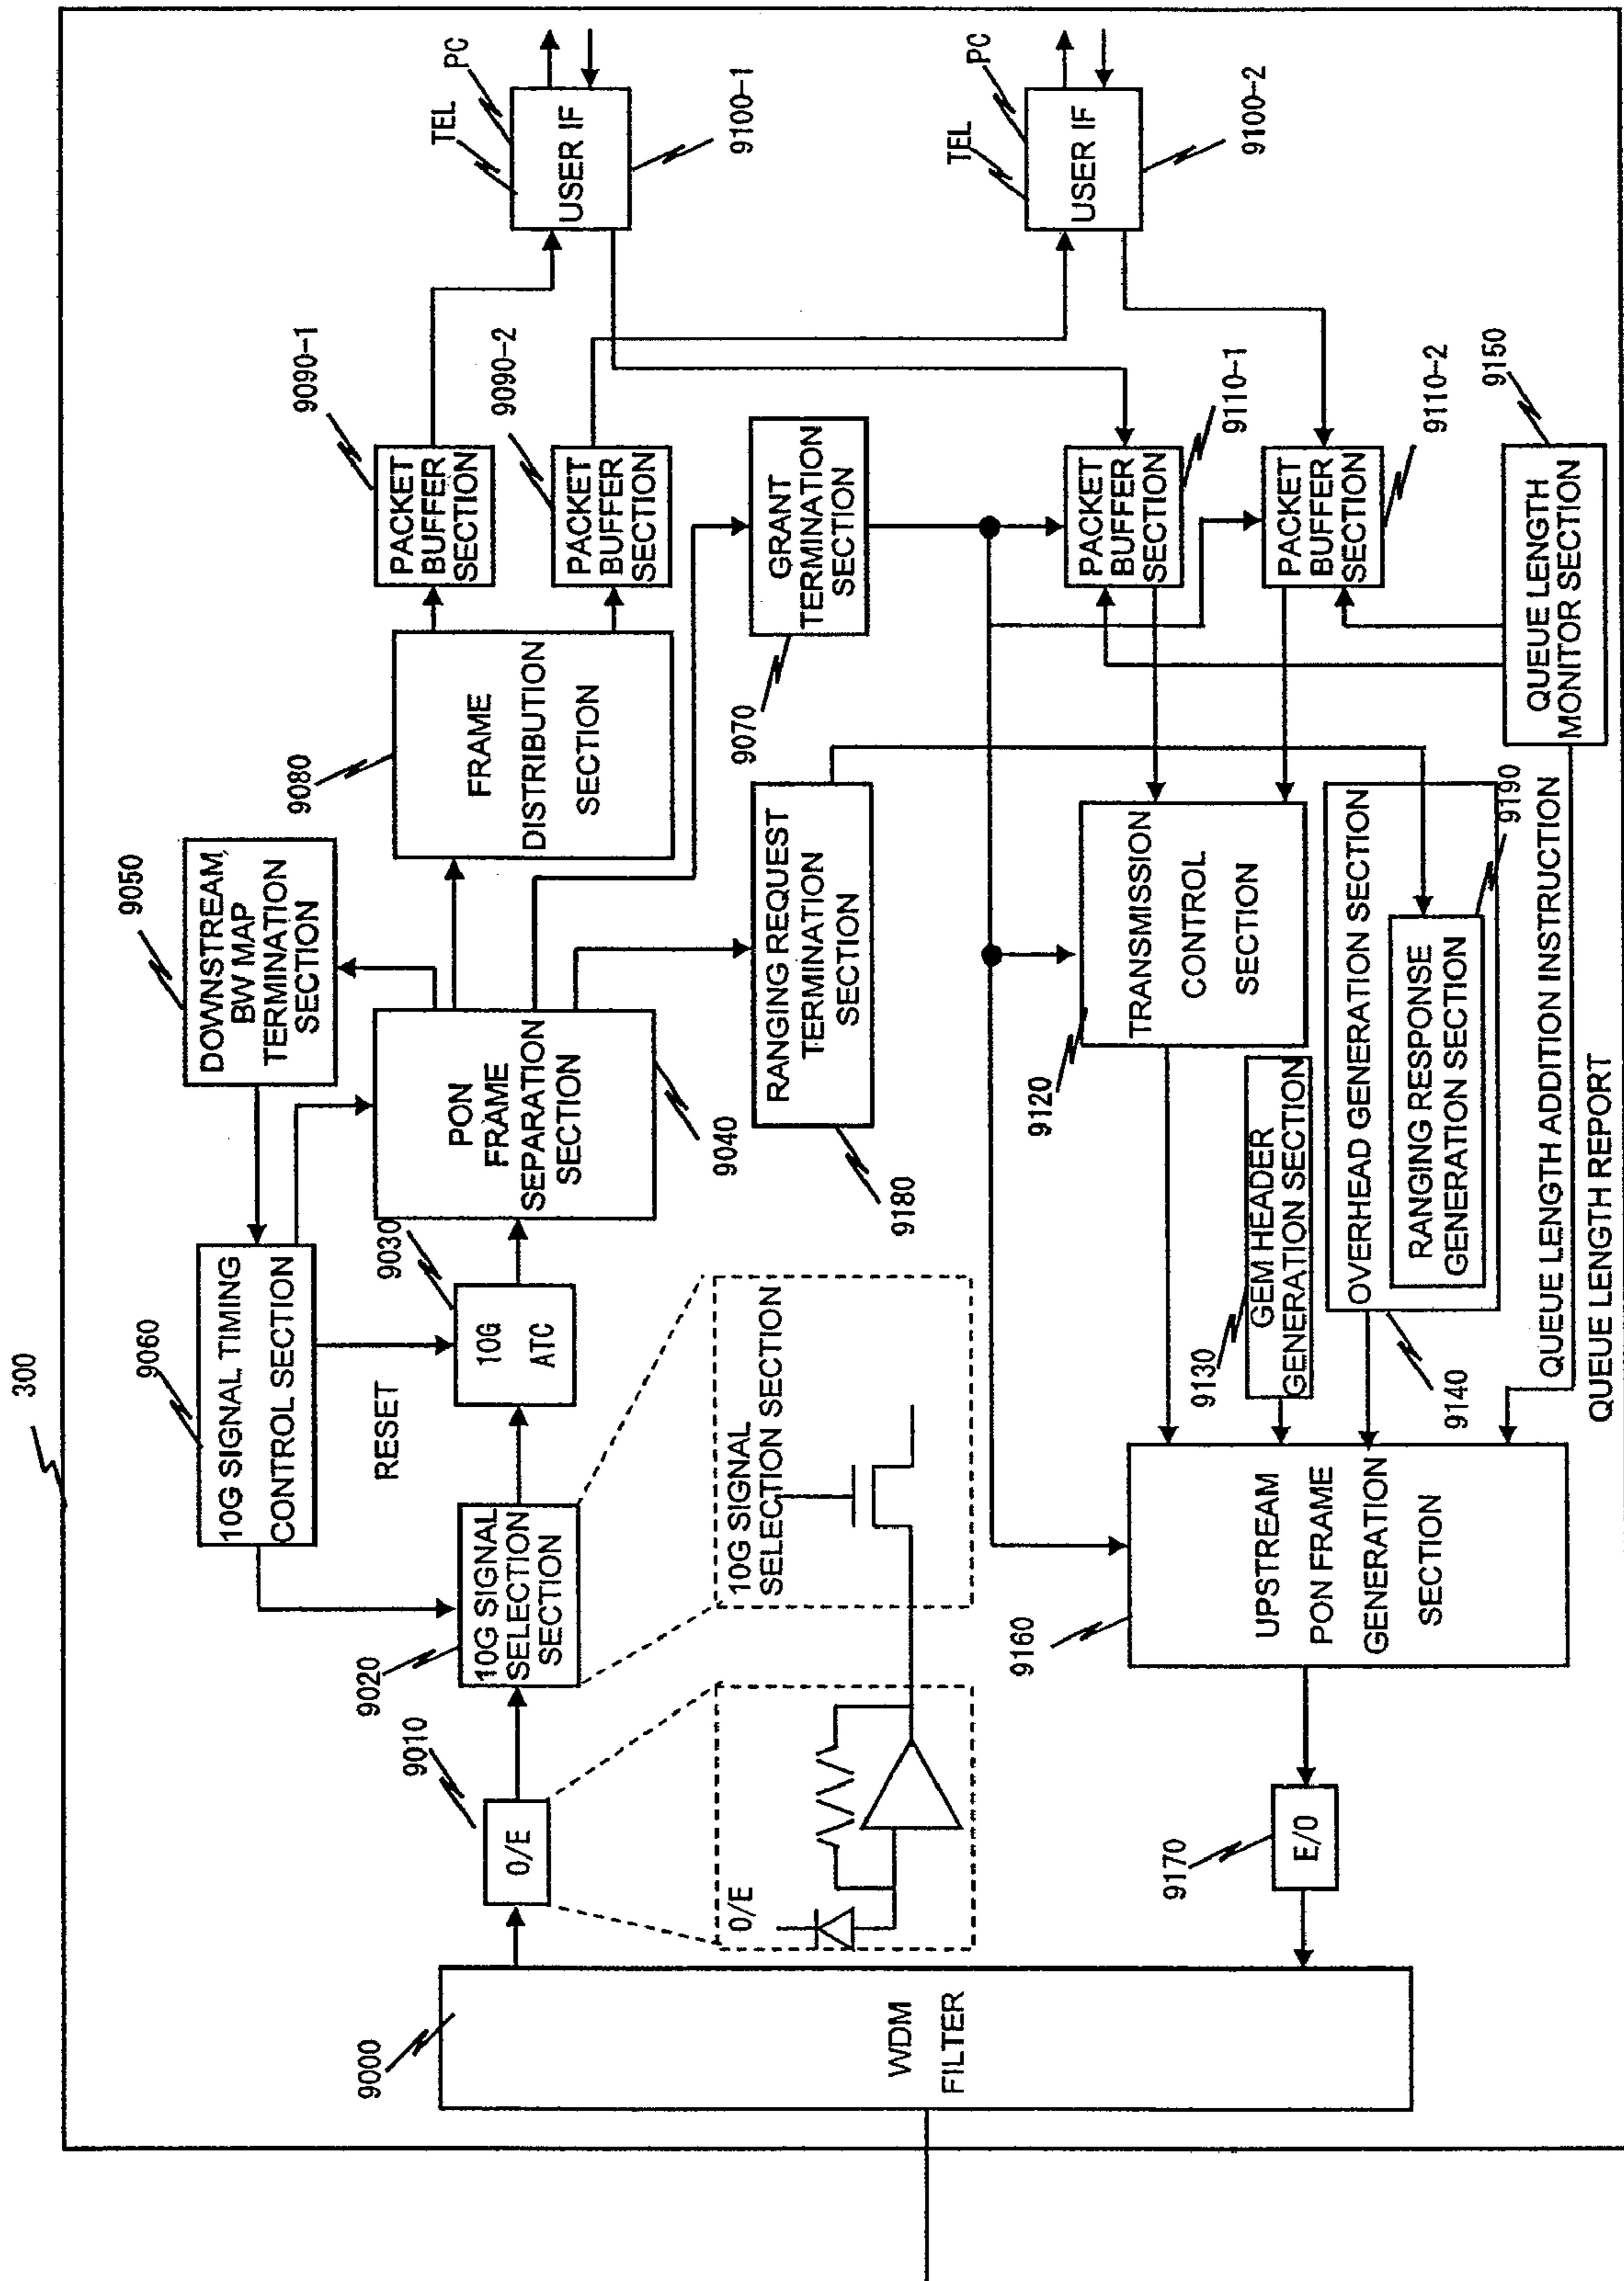 300
9060
10G SIGNAL TIMING
CONTROL SECTION
9050
DOWNSTREAM
BW MAP
TERMINATION
SECTION
RESET
9080
FRAME
DISTRIBUTION
SECTION
9090-1
PACKET
BUFFER
SECTION
9090-2
PACKET
BUFFER
SECTION
TEL
PC
USER IF
9100-1
TEL
PC
USER IF
9100-2
9000
WDM
FILTER
9010
O/E
9020
10G SIGNAL
SELECTION
SECTION
9030
10G
ATC
PON
FRAME
SEPARATION
SECTION
9040
O/E
10G SIGNAL
SELECTION SECTION
9180
RANGING REQUEST
TERMINATION
SECTION
9070
GRANT
TERMINATION
SECTION
9120
TRANSMISSION
CONTROL
SECTION
PACKET
BUFFER
SECTION
9110-1
PACKET
BUFFER
SECTION
9110-2
9130
GEM HEADER
GENERATION SECTION
9140
OVERHEAD GENERATION SECTION
RANGING RESPONSE
GENERATION SECTION
9190
9150
QUEUE LENGTH
MONITOR SECTION
QUEUE LENGTH ADDITION INSTRUCTION
QUEUE LENGTH REPORT
9160
UPSTREAM
PON FRAME
GENERATION
SECTION
9170
E/O